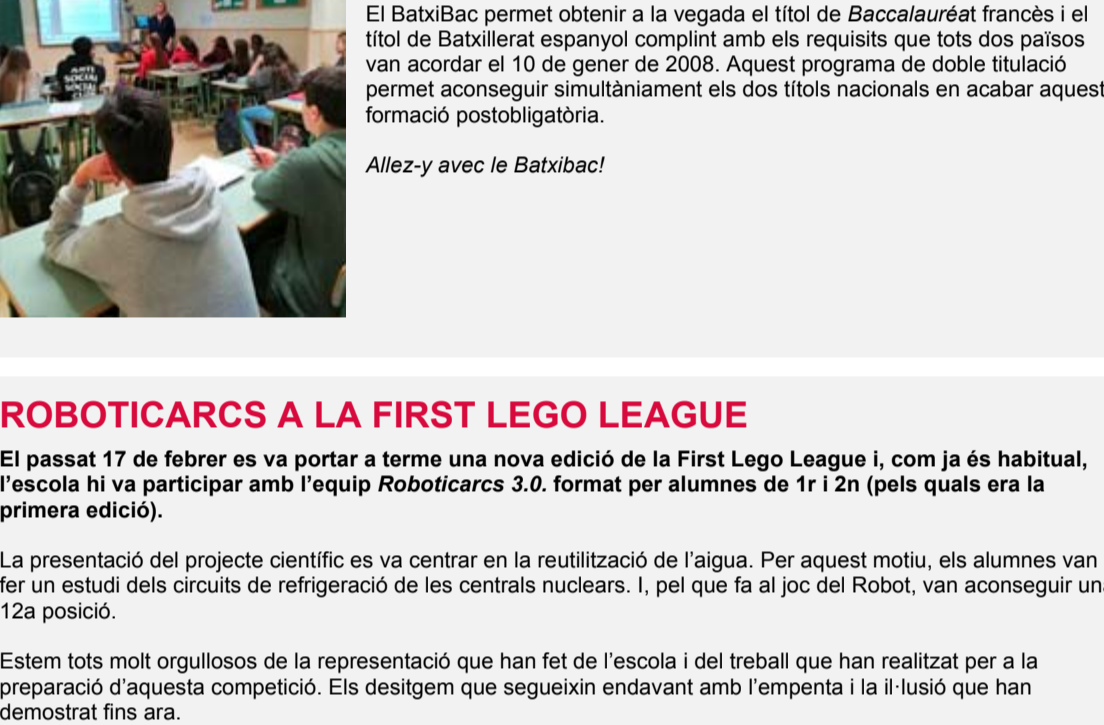 El BatxiBac permet obtenir a la vegada el títol de Baccalauréat francès i el
títol de Batxillerat espanyol complint amb els requisits que tots dos països
van acordar el 10 de gener de 2008. Aquest programa de doble titulació
permet aconseguir simultàniament els dos títols nacionals en acabar aquest
formació postobligatòria.
Allez-y avec le Batxibac!
ROBOTICARCS A LA FIRST LEGO LEAGUE
El passat 17 de febrer es va portar a terme una nova edició de la First Lego League i, com ja és habitual,
l’escola hi va participar amb l’equip Roboticarcs 3.0. format per alumnes de 1r i 2n (pels quals era la
primera edició).
La presentació del projecte científic es va centrar en la reutilització de l’aigua. Per aquest motiu, els alumnes van
fer un estudi dels circuits de refrigeració de les centrals nuclears. I, pel que fa al joc del Robot, van aconseguir un
12a posició.
Estem tots molt orgullosos de la representació que han fet de l’escola i del treball que han realitzat per a la
preparació d’aquesta competició. Els desitgem que segueixin endavant amb l’empenta i la il·lusió que han
demostrat fins ara.